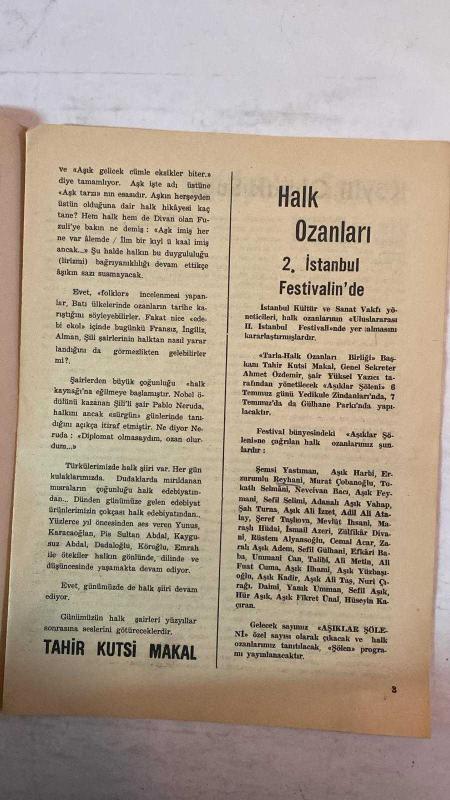 ve «Aşık gelicek cümle eksikler biter.»
diye tamamlıyor. Aşk işte adı üstüne
«Aşk tarzı» nın esasıdır. Aşkın herşeyden
üstün olduğuna dair halk hikâyesi kaç
tane? Hem halk hem de Divan olan Fu-
zuli'ye bakın ne demiş: «Aşk imiş her
ne var âlemde / İlm bir kıyl ü kaal imiş
ancak...» Şu halde halkın bu duygululuğu
(lirizmi) bağrıyanıklılığı devam ettikçe
âşıkın sazı susmayacak.
Evet, «folklor» incelenmesi yapan-
lar, Batı ülkelerinde ozanların tarihe ka-
rıştığını söyleyebilirler. Fakat nice «ede-
bi ekol» içinde bugünkü Fransız, İngiliz,
Alman, Şili şairlerinin halktan nasıl yarar
landığını da görmezlikten gelebilirler
mi?.
Şairlerden büyük çoğunluğu «halk
kaynağı»na eğilmeye başlamıştır. Nobel ö-
dülünü kazanan Şili'li şair Pablo Neruda,
halkını ancak «sürgün» günlerinde tanı-
dığını açıkça itiraf etmiştir. Ne diyor Ne-
ruda: «Diplomat olmasaydım, ozan olur-
dum...»
Türkülerimizde halk şiiri var. Her gün
kulaklarımızda. Dudaklarda mırıldanan
mısraların çoğunluğu halk edebiyatın-
dan... Dünden günümüze gelen edebiyat
ürünlerimizin çokçası halk edebiyatından..
Yüzlerce yıl öncesinden ses veren Yunus,
Karacaoğlan, Pis Sultan Abdal, Kaygu-
suz Abdal, Dadaloğlu, Köroğlu, Emrah
ile ötekiler halkın gönlünde, dilinde ve
düşüncesinde yaşamakta devam ediyor.
Evet, günümüzde de halk şiiri devam
ediyor.
Günümüzün halk şairleri yüzyıllar
sonrasına seslerini götüreceklerdir.
TAHİR KUTSİ MAKAL
Halk
Ozanları
2. İstanbul
Festivalin'de
İstanbul Kültür ve Sanat Vakfı yö-
neticileri, halk ozanlarının «Uluslararası
II. İstanbul Festivali»nde yer almasını
kararlaştırmışlardır.
«Tarla-Halk Ozanları Birliği» Baş-
kanı Tahir Kutsi Makal, Genel Sekreter
Ahmet Özdemir, şair Yüksel Yazıcı ta-
rafından yönetilecek «Aşıklar Şöleni» 6
Temmuz günü Yedikule Zindanları'nda, 7
Temmuz'da da Gülhane Parkı'nda yapı-
lacaktır.
Festival bünyesindeki «Aşıklar Şö-
leni»ne çağrılan halk ozanlarımız şun-
lardır:
Şemsi Yastıman, Aşık Harbi, Er-
zurumlu Reyhani, Murat Çobanoğlu, To-
katlı Selmâni, Nevcivan Bacı, Aşık Fey-
mani, Sefil Selimi, Adanalı Aşık Vahap,
Şah Turna, Aşık Ali İzzet, Adil Ali Ata-
lay, Şeref Taşlıova, Mevlüt İhsani, Ma-
raşlı Hüdai, İsmail Azeri, Zülfikâr Diva-
ni, Rüstem Alyansoğlu, Cemal Acar, Za-
ralı Aşık Adem, Sefil Gülhani, Efkâri Ba-
ba, Ummani Can, Talibi, Ali Metin, Ali
Fuat Cuma, Aşık İlhami, Aşık Yüzbaşı-
oğlu, Aşık Kadir, Aşık Ali Taş, Nuri Çı-
rağı, Daimi, Yanık Umman, Sefil Aşık,
Hür Aşık, Aşık Fikret Ünal, Hüseyin Ka-
çıran.
Gelecek sayımız «AŞIKLAR ŞÖLE-
Nİ» özel sayısı olarak çıkacak ve halk
ozanlarımız tanıtılacak, «Şölen» progra-
mı yayınlanacaktır.
3